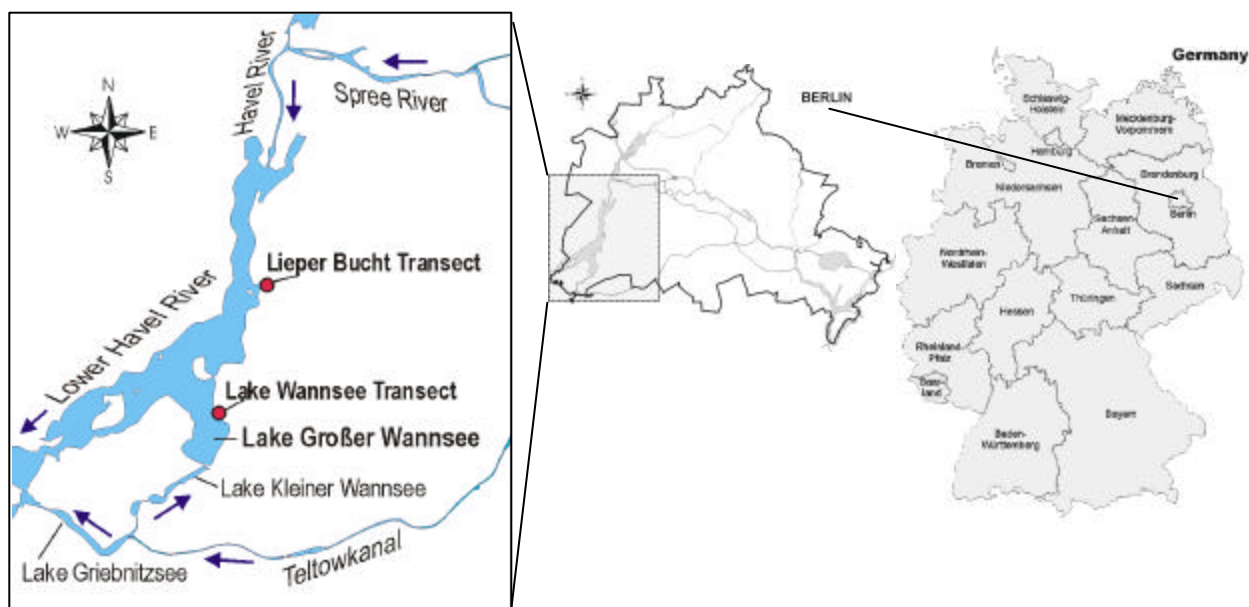 Havel River
Spree River
N
W
E
S
Lieper Bucht Transect
Lower Havel River
Lake Wannsee Transect
Lake Großer Wannsee
Lake Kleiner Wannsee
Lake Griebnitzsee
Teltowkanal
BERLIN
Germany
Schleswig-
Holstein
Mecklenburg-
Vorpommern
Hamburg
Bremen
Brandenburg
Niedersachsen
Berlin
Sachsen-
Anhalt
Nordrhein-
Westfalen
Sachsen
Thüringen
Hessen
Rheinland
Pfalz
Saar-
land
Bayern
Baden-
Württemberg